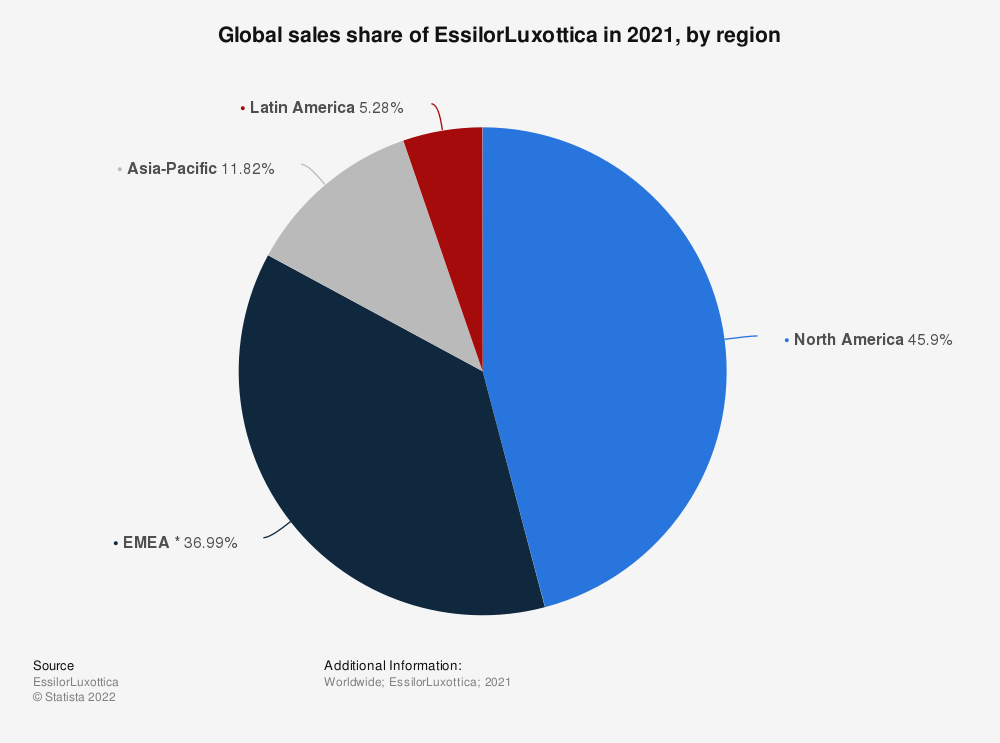 Global sales share of EssilorLuxottica in 2021, by region
• Latin America 5.28%
• Asia-Pacific 11.82%
• North America 45.9%
• EMEA * 36.99%
Source
EssilorLuxottica
© Statista 2022
Additional Information:
Worldwide; EssilorLuxottica; 2021